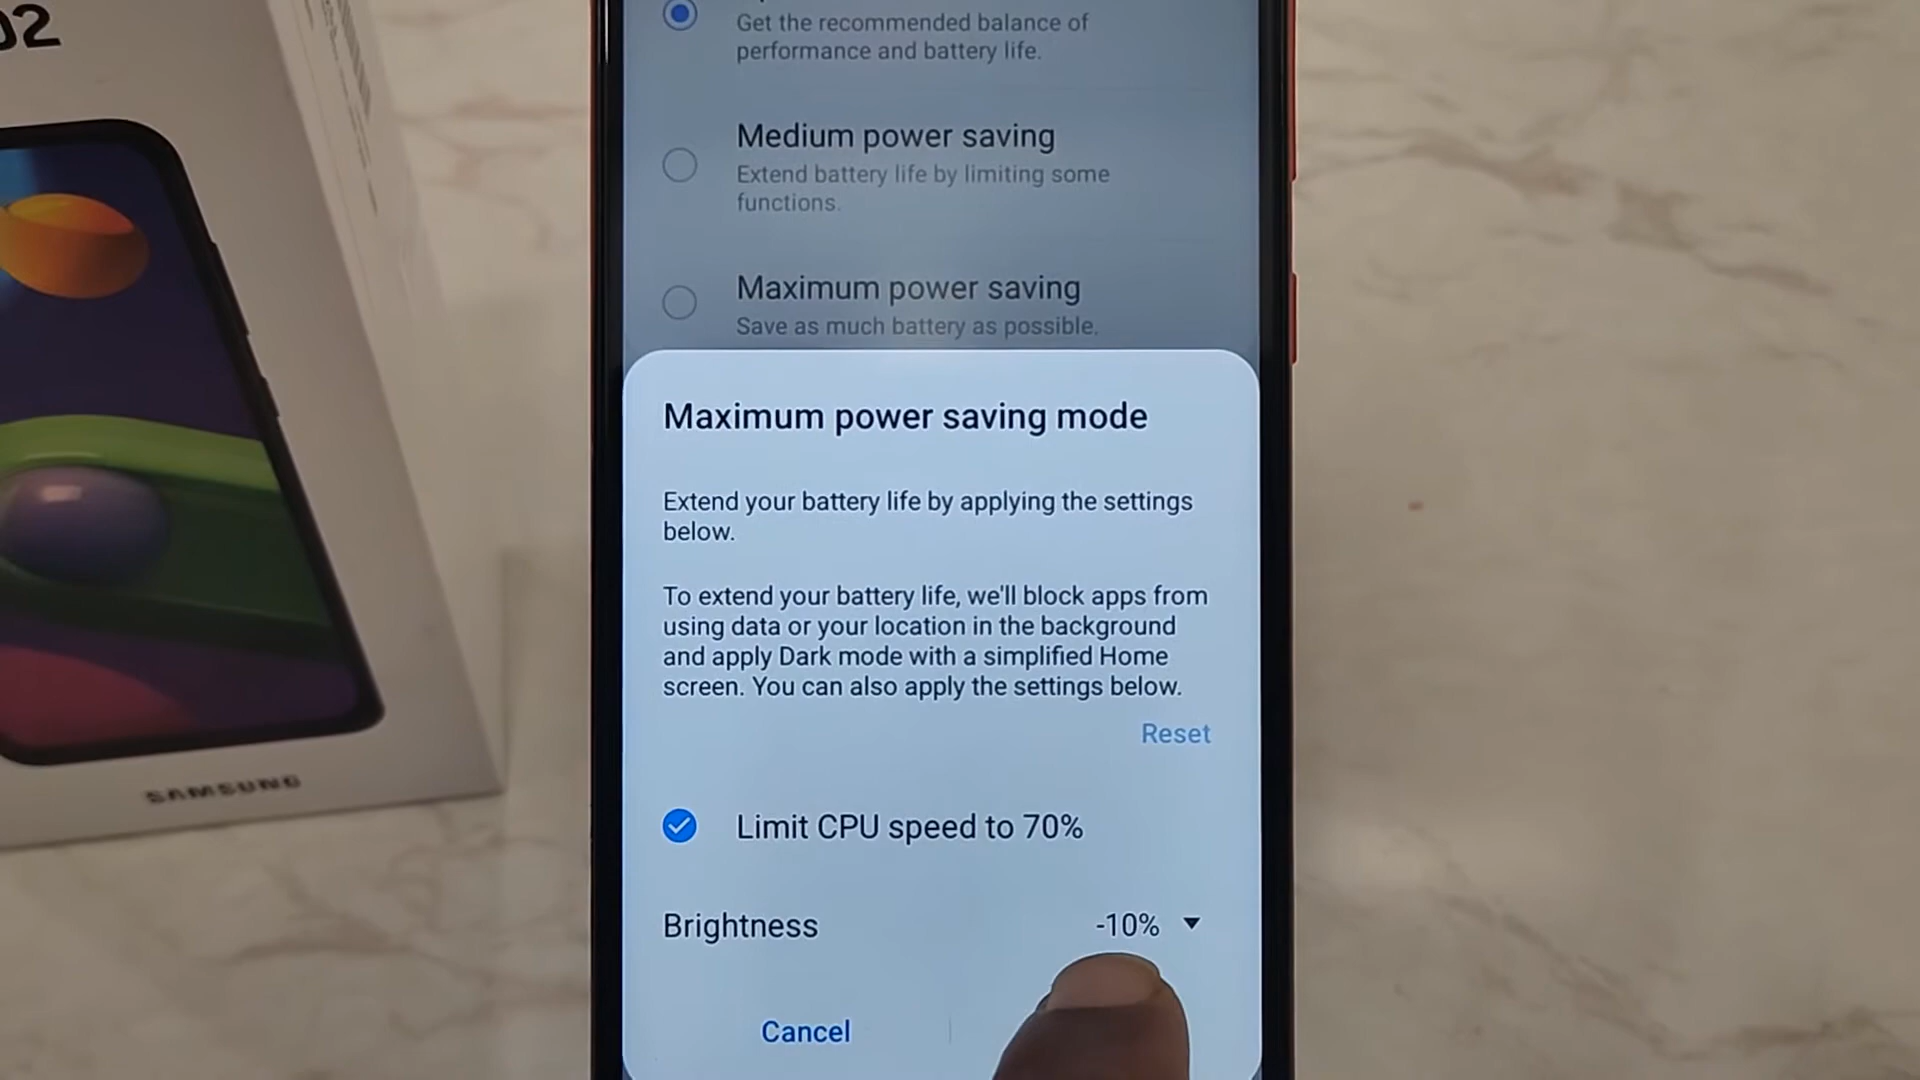 02
Get the recommended balance of
performance and battery life.
Medium power saving
Extend battery life by limiting some
functions.
Maximum power saving
Save as much battery as possible.
Maximum power saving mode
Extend your battery life by applying the settings
below.
To extend your battery life, we'll block apps from
using data or your location in the background
and apply Dark mode with a simplified Home
screen. You can also apply the settings below.
Reset
Limit CPU speed to 70%
Brightness -10%
Cancel
SAMSUNG